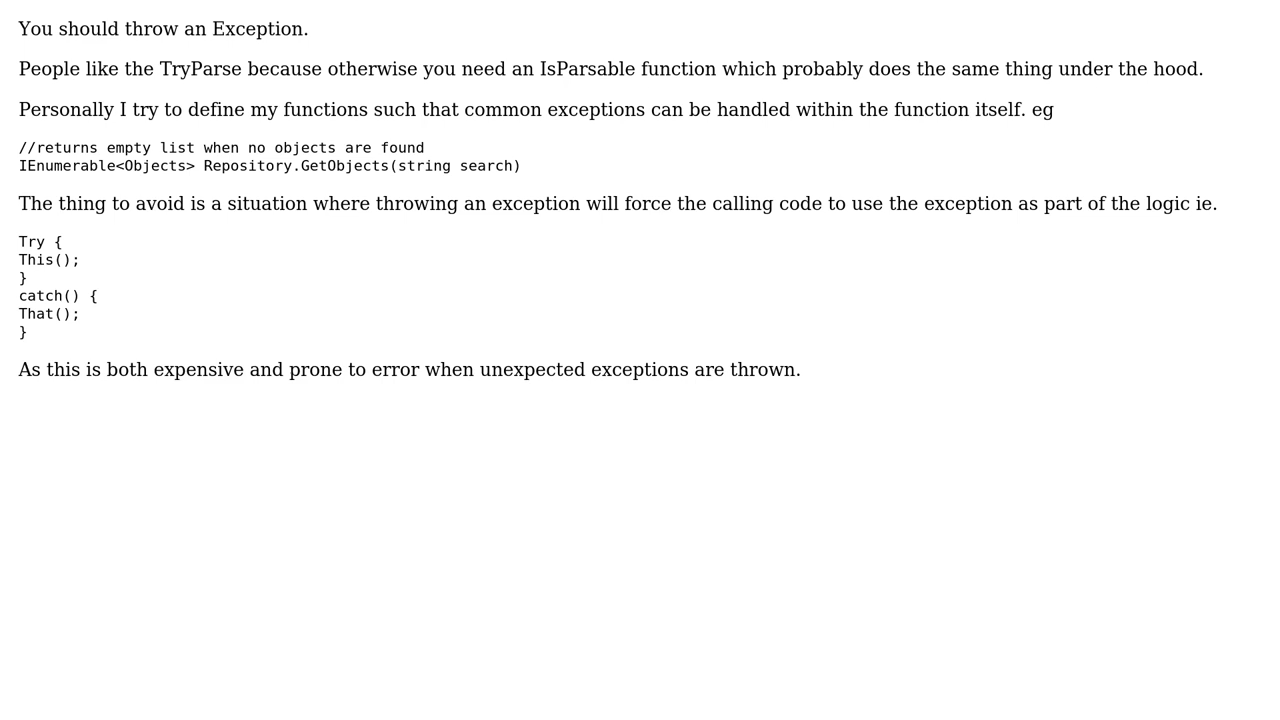 You should throw an Exception.
People like the TryParse because otherwise you need an IsParsable function which probably does the same thing under the hood.
Personally I try to define my functions such that common exceptions can be handled within the function itself. eg
//returns empty list when no objects are found
IEnumerable<Objects> Repository.GetObjects(string search)
The thing to avoid is a situation where throwing an exception will force the calling code to use the exception as part of the logic ie.
Try {
This();
}
catch() {
That();
}
As this is both expensive and prone to error when unexpected exceptions are thrown.